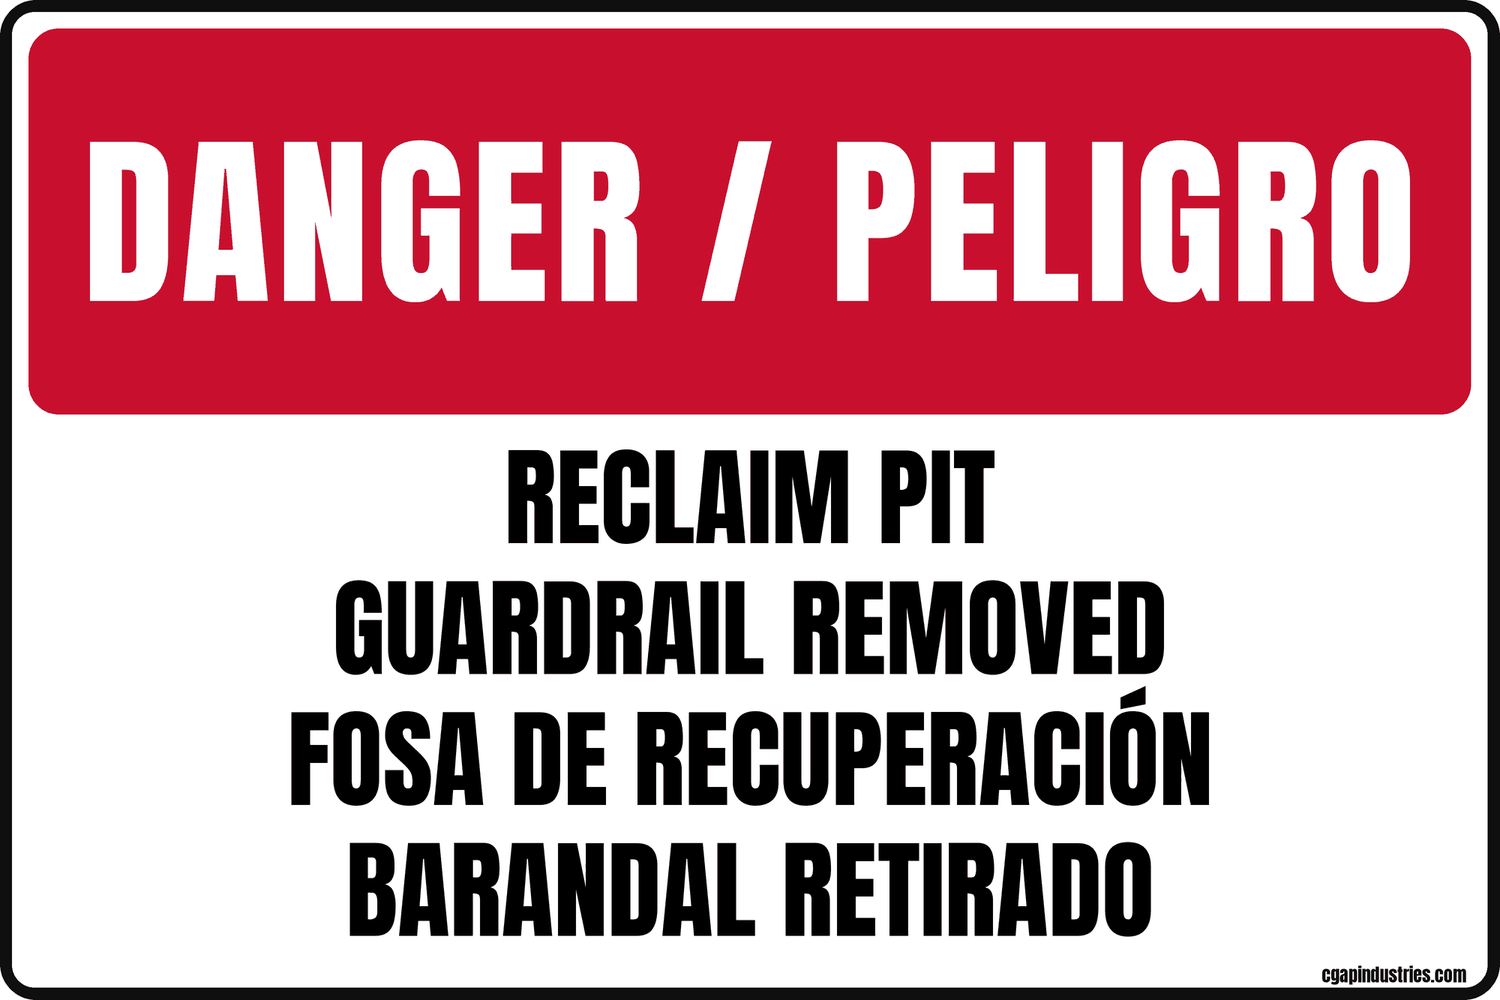 DANGER / PELIGRO
RECLAIM PIT
GUARDRAIL REMOVED
FOSA DE RECUPERACIÓN
BARANDAL RETIRADO
cgapindustries.com